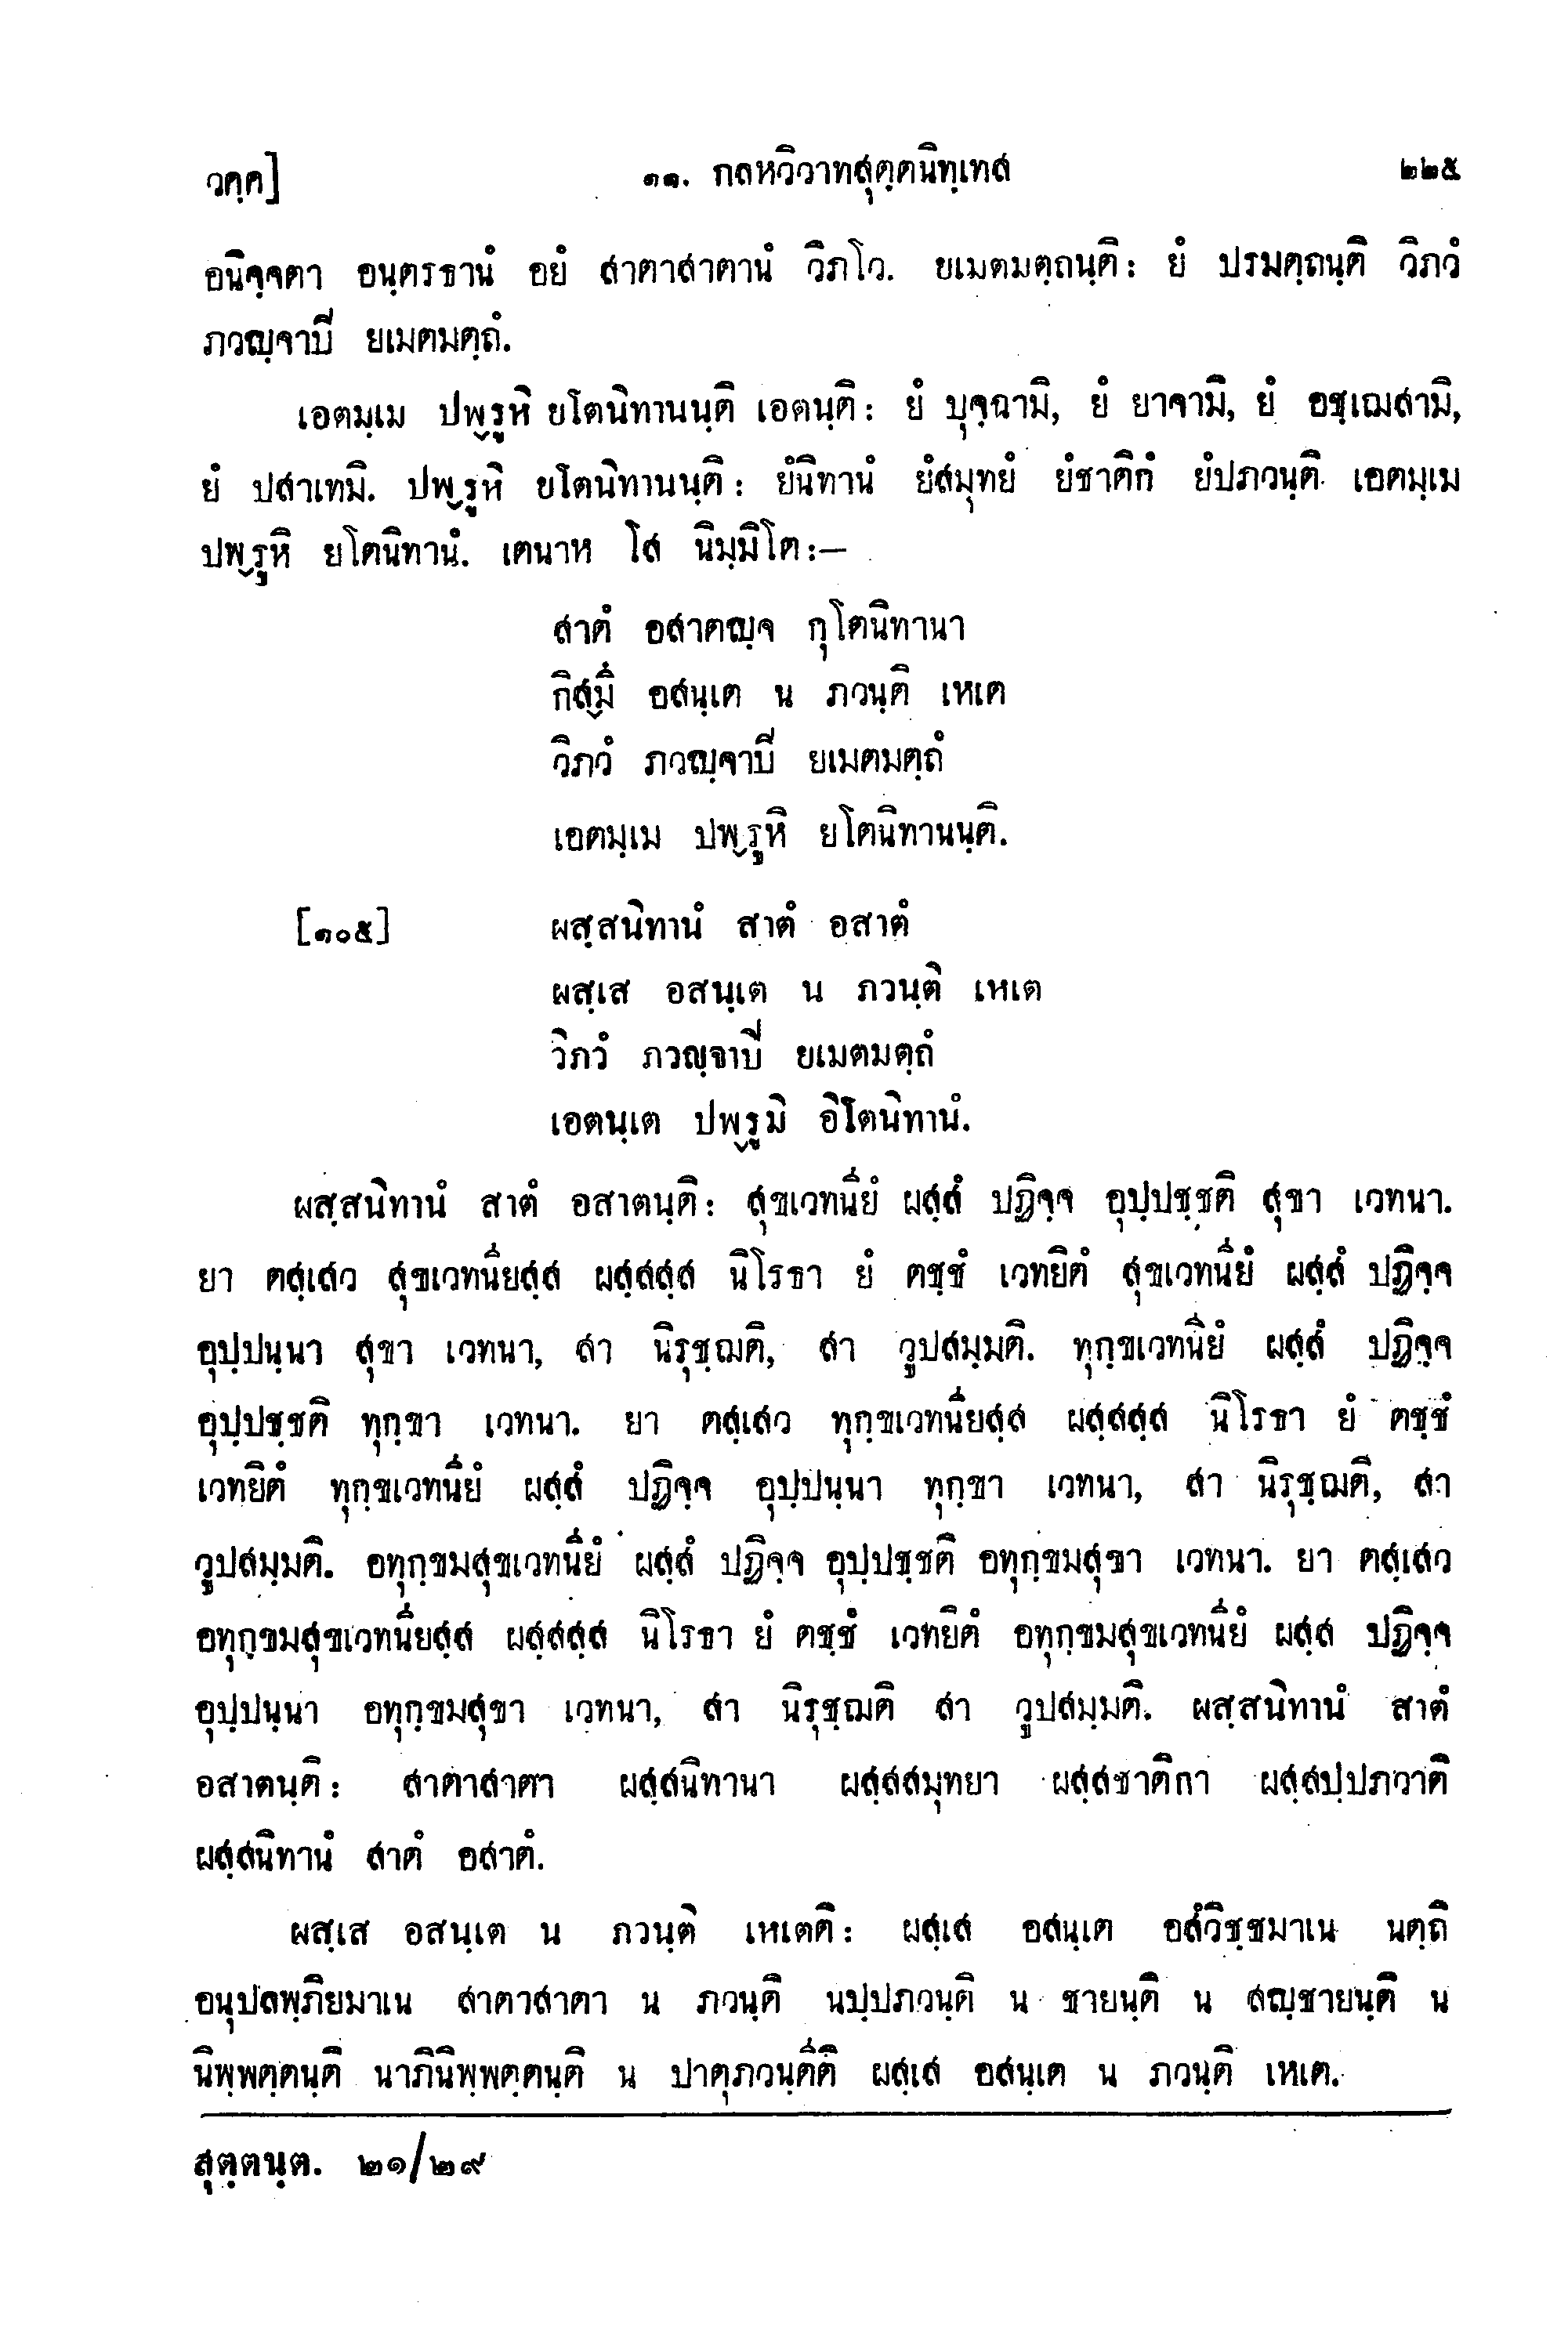 วคฺค]	๑๑. กลหวิวาทสุตฺตนิทฺเทส	๒๒๕
อนิจฺจตา อนฺตรธานํ อยํ สาตาสาตานํ วิภโว. ยเมตมตฺถนฺติ: ยํ ปรมตฺถนฺติ วิภวํ
ภวญฺจาปิ ยเมตมตฺถํ.
เอตมฺเม ปพฺรูหิ ยโตนิทานนฺติ เอตนฺติ: ยํ ปุจฺฉามิ, ยํ ยาจามิ, ยํ อชฺเฌสามิ,
ยํ ปสาเทมิ. ปพฺรูหิ ยโตนิทานนฺติ: ยํนิทานํ ยํสมุทยํ ยํชาติกํ ยํปภวนฺติ เอตมฺเม
ปพฺรูหิ ยโตนิทานํ. เตนาห โส นิมฺมิโต:—
สาตํ อสาตญฺจ กุโตนิทานา
กิสฺมึ อสนฺเต น ภวนฺติ เหเต
วิภวํ ภวญฺจาปิ ยเมตมตฺถํ
เอตมฺเม ปพฺรูหิ ยโตนิทานนฺติ.
[๑๐๕]	ผสฺสนิทานํ สาตํ อสาตํ
ผสฺเส อสนฺเต น ภวนฺติ เหเต
วิภวํ ภวญฺจาปิ ยเมตมตฺถํ
เอตนฺเต ปพฺรูมิ อิโตนิทานํ.
ผสฺสนิทานํ สาตํ อสาตนฺติ: สุขเวทนียํ ผสฺสํ ปฏิจฺจ อุปฺปชฺชติ สุขา เวทนา.
ยา ตสฺเสว สุขเวทนียสฺส ผสฺสสฺส นิโรธา ยํ ตชฺชํ เวทยิตํ สุขเวทนียํ ผสฺสํ ปฏิจฺจ
อุปฺปนฺนา สุขา เวทนา, สา นิรุชฺฌติ, สา วูปสมฺมติ. ทุกฺขเวทนียํ ผสฺสํ ปฏิจฺจ
อุปฺปชฺชติ ทุกฺขา เวทนา. ยา ตสฺเสว ทุกฺขเวทนียสฺส ผสฺสสฺส นิโรธา ยํ ตชฺชํ
เวทยิตํ ทุกฺขเวทนียํ ผสฺสํ ปฏิจฺจ อุปฺปนฺนา ทุกฺขา เวทนา, สา นิรุชฺฌติ, สา
วูปสมฺมติ. อทุกฺขมสุขเวทนียํ ผสฺสํ ปฏิจฺจ อุปฺปชฺชติ อทุกฺขมสุขา เวทนา. ยา ตสฺเสว
อทุกฺขมสุขเวทนียสฺส ผสฺสสฺส นิโรธา ยํ ตชฺชํ เวทยิตํ อทุกฺขมสุขเวทนียํ ผสฺส ปฏิจฺจ
อุปฺปนฺนา อทุกฺขมสุขา เวทนา, สา นิรุชฺฌติ สา วูปสมฺมติ. ผสฺสนิทานํ สาตํ
อสาตนฺติ: สาตาสาตา ผสฺสนิทานา ผสฺสสมุทยา ผสฺสชาติกา ผสฺสปฺปภวาติ
ผสฺสนิทานํ สาตํ อสาตํ.
ผสฺเส อสนฺเต น ภวนฺติ เหเตติ: ผสฺเส อสนฺเต อสํวิชฺชมาเน นตฺถิ
อนุปลพฺภิยมาเน สาตาสาตา น ภวนฺติ นปฺปภวนฺติ น ชายนฺติ น สญฺชายนฺติ น
นิพฺพตฺตนฺติ นาภินิพฺพตฺตนฺติ น ปาตุภวนฺตีติ ผสฺเส อสนฺเต น ภวนฺติ เหเต.
สุตฺตนฺต. ๒๑/๒๙